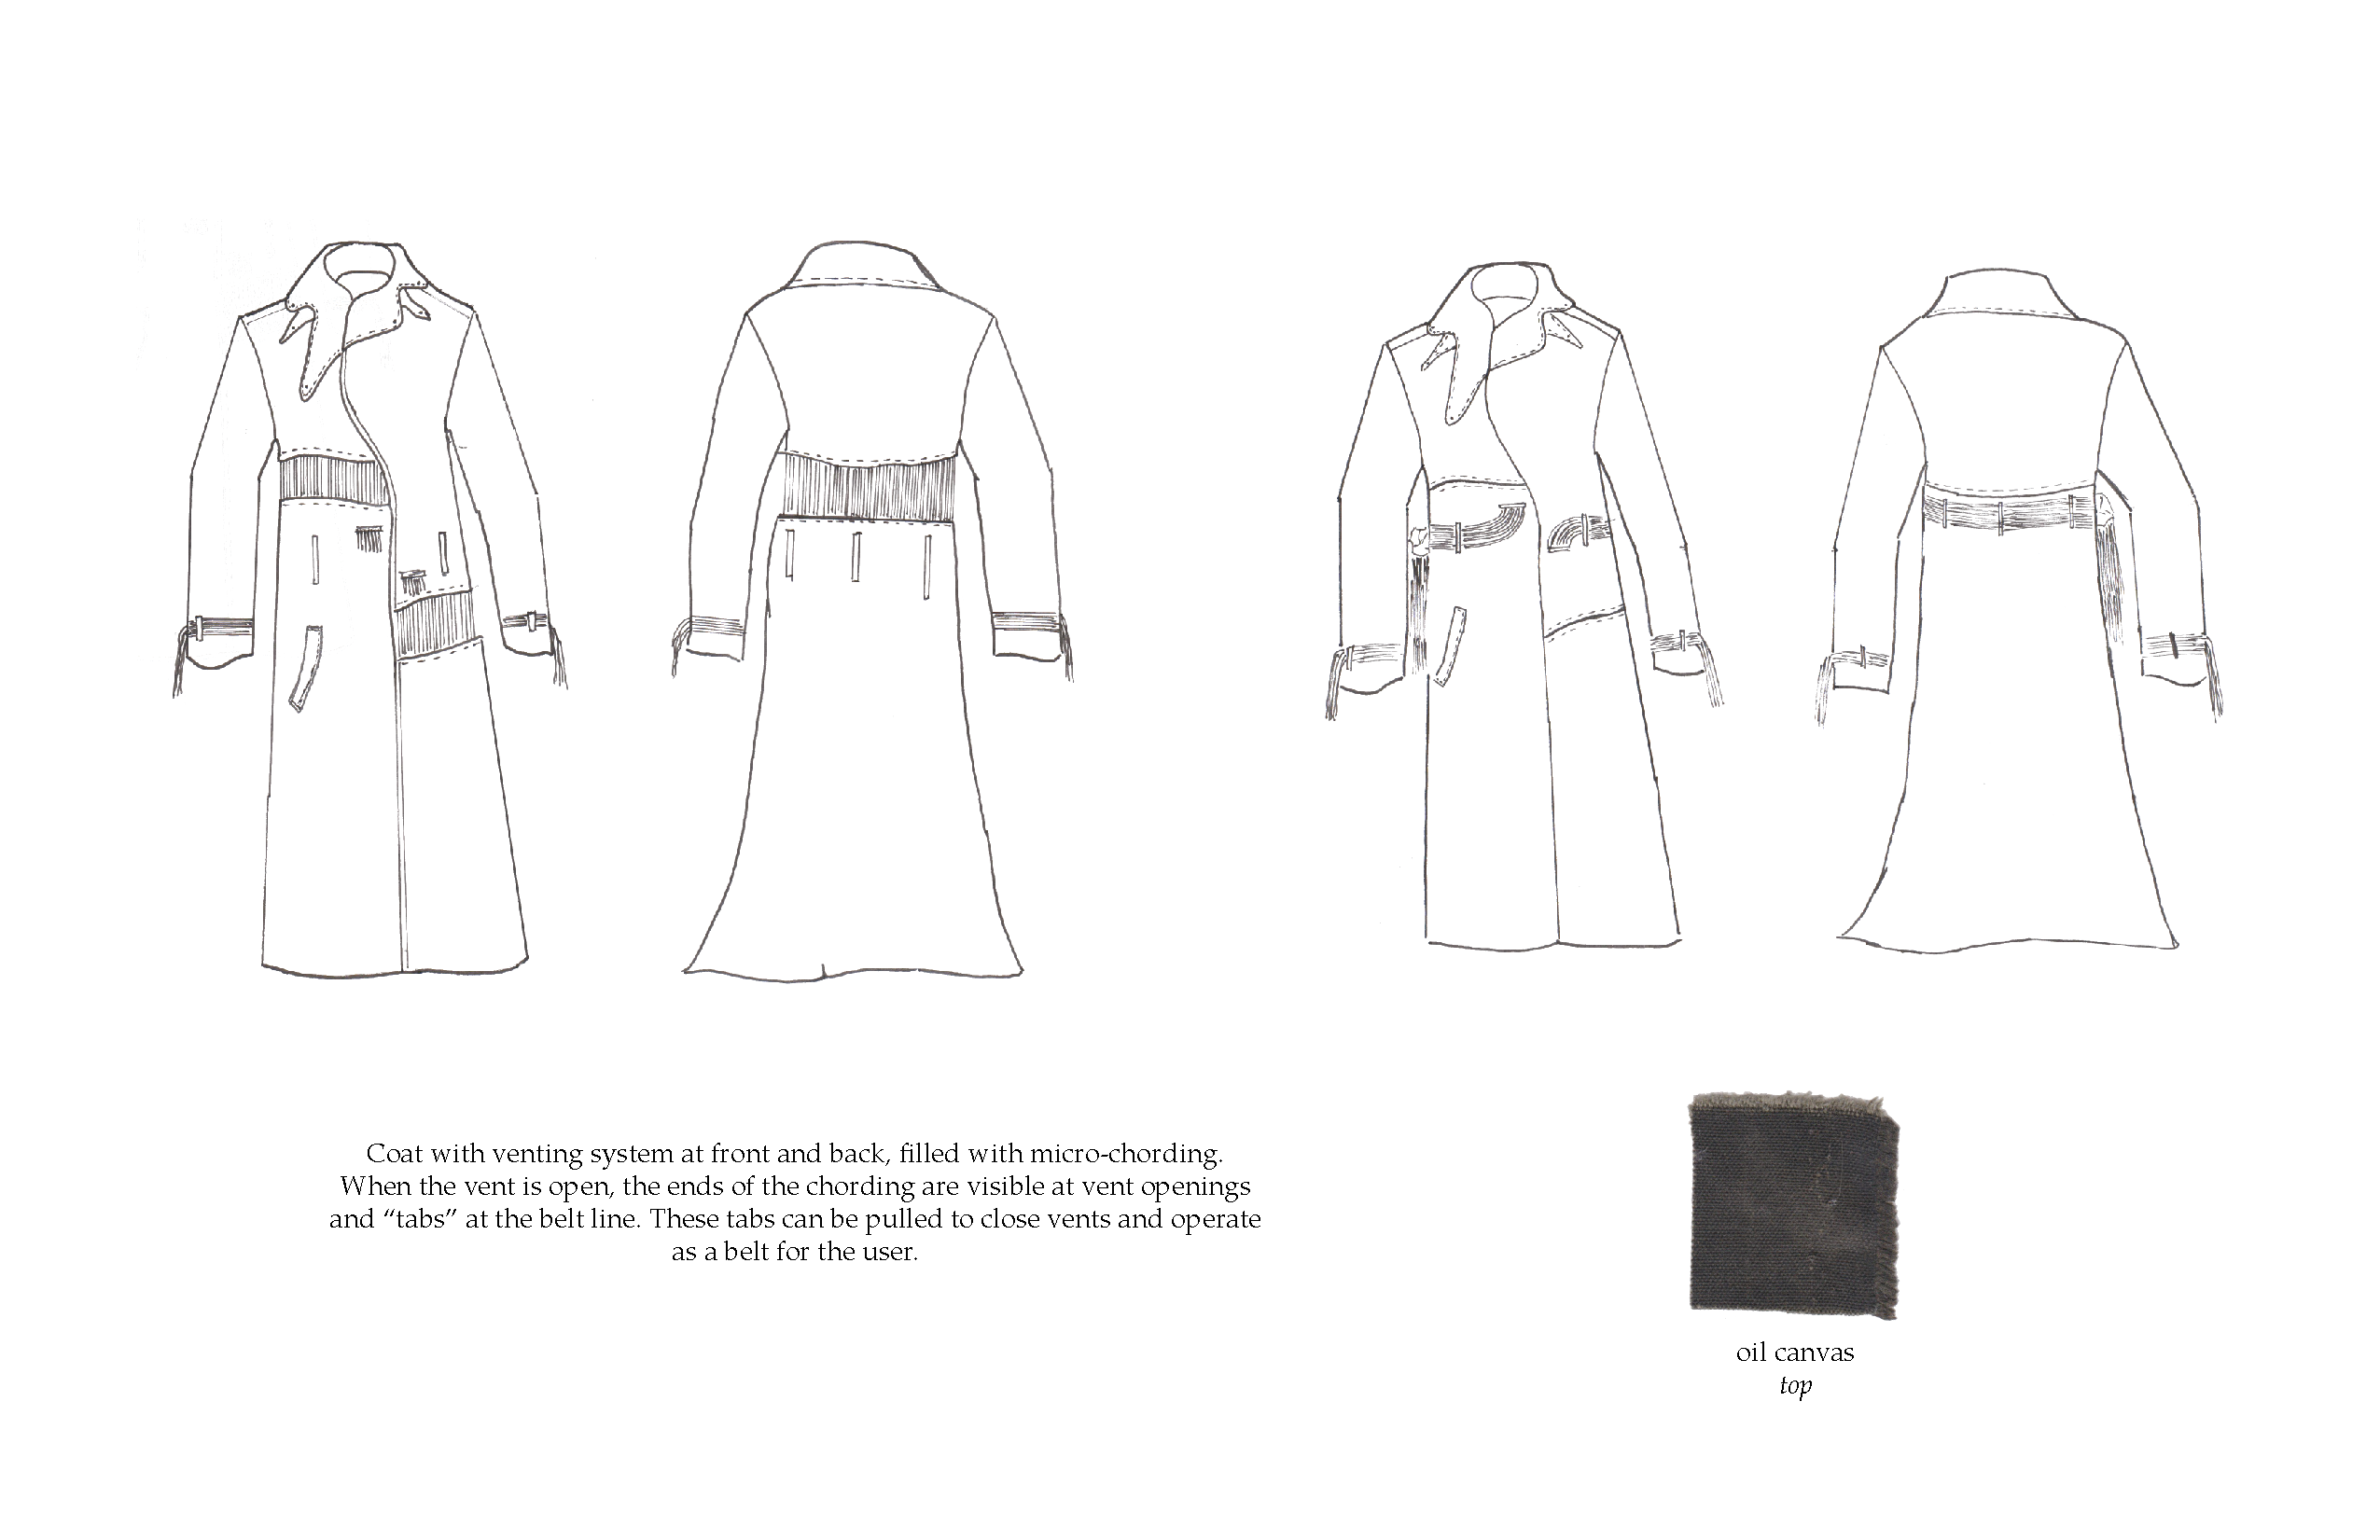 Coat with venting system at front and back, filled with micro-chording.
When the vent is open, the ends of the chording are visible at vent openings
and “tabs” at the belt line. These tabs can be pulled to close vents and operate
as a belt for the user.
oil canvas
top